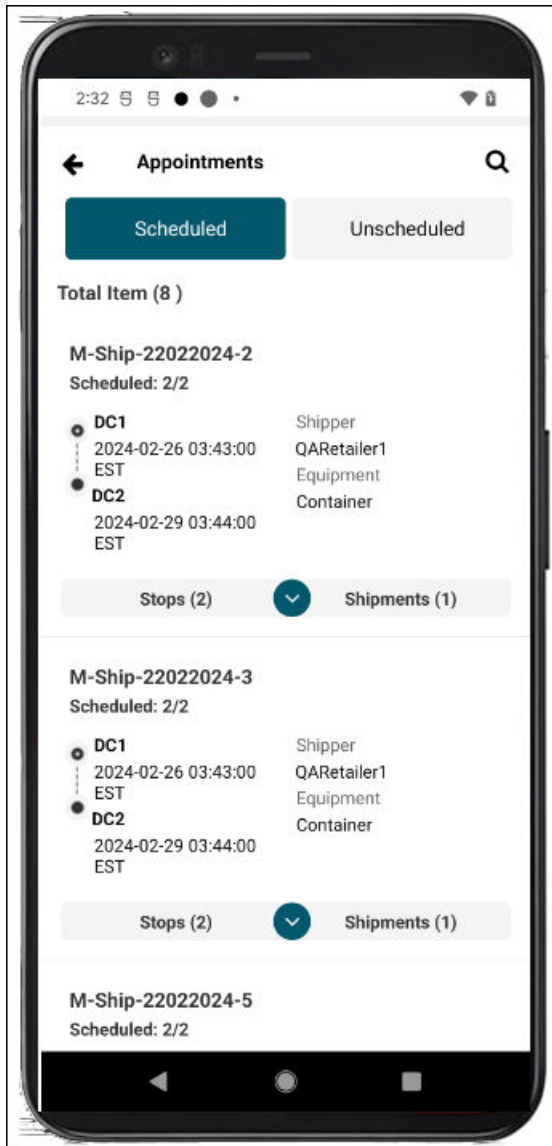 2:32
Appointments
Scheduled Unscheduled
Total Item (8 )
M-Ship-22022024-2
Scheduled: 2/2
DC1
2024-02-26 03:43:00
EST
DC2
2024-02-29 03:44:00
EST
Shipper
QARetailer1
Equipment
Container
Stops (2) Shipments (1)
M-Ship-22022024-3
Scheduled: 2/2
DC1
2024-02-26 03:43:00
EST
DC2
2024-02-29 03:44:00
EST
Shipper
QARetailer1
Equipment
Container
Stops (2) Shipments (1)
M-Ship-22022024-5
Scheduled: 2/2